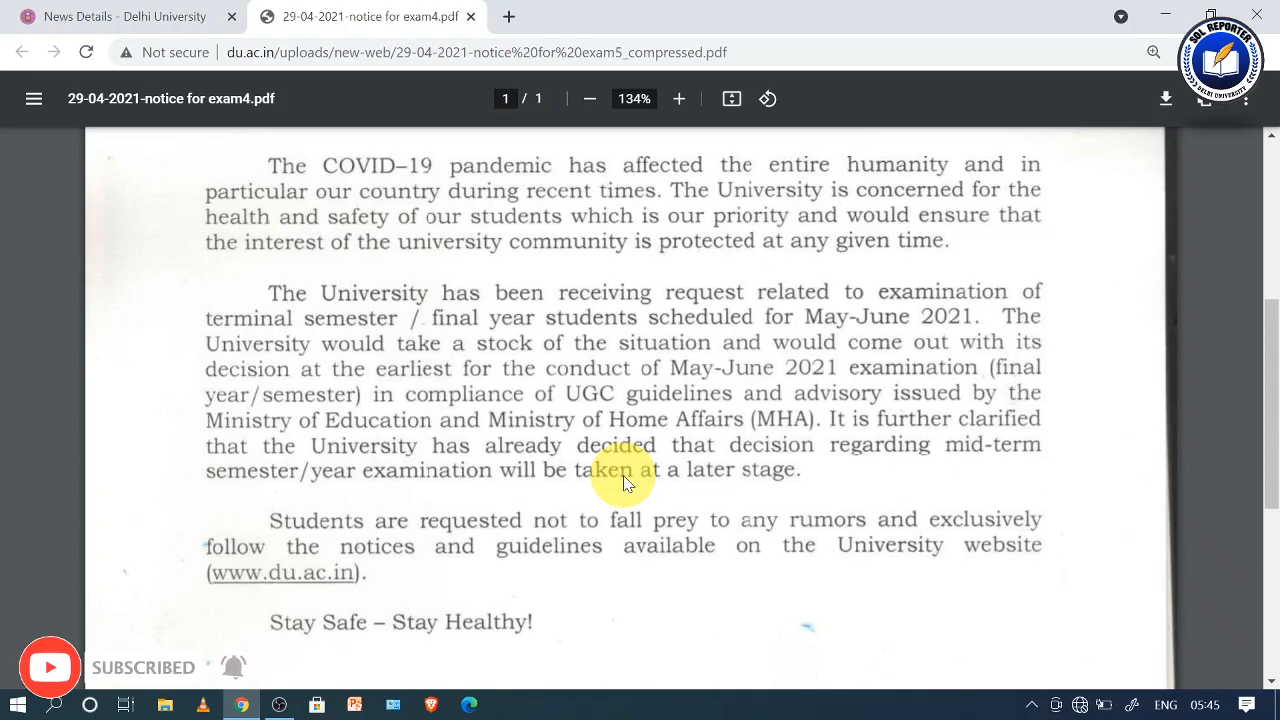 News Details - Delhi University
29-04-2021-notice for exam4.pdf
Not secure
du.ac.in/uploads/new-web/29-04-2021-notice%20for%20exam5_compressed.pdf
SOL REPORTER
DELHI UNIVERSITY
29-04-2021-notice for exam4.pdf
1 / 1
134%
The COVID–19 pandemic has affected the entire humanity and in
particular our country during recent times. The University is concerned for the
health and safety of our students which is our priority and would ensure that
the interest of the university community is protected at any given time.
The University has been receiving request related to examination of
terminal semester / final year students scheduled for May-June 2021. The
University would take a stock of the situation and would come out with its
decision at the earliest for the conduct of May-June 2021 examination (final
year/semester) in compliance of UGC guidelines and advisory issued by the
Ministry of Education and Ministry of Home Affairs (MHA). It is further clarified
that the University has already decided that decision regarding mid-term
semester/year examination will be taken at a later stage.
Students are requested not to fall prey to any rumors and exclusively
follow the notices and guidelines available on the University website
(www.du.ac.in).
Stay Safe – Stay Healthy!
SUBSCRIBED
ENG
05:45